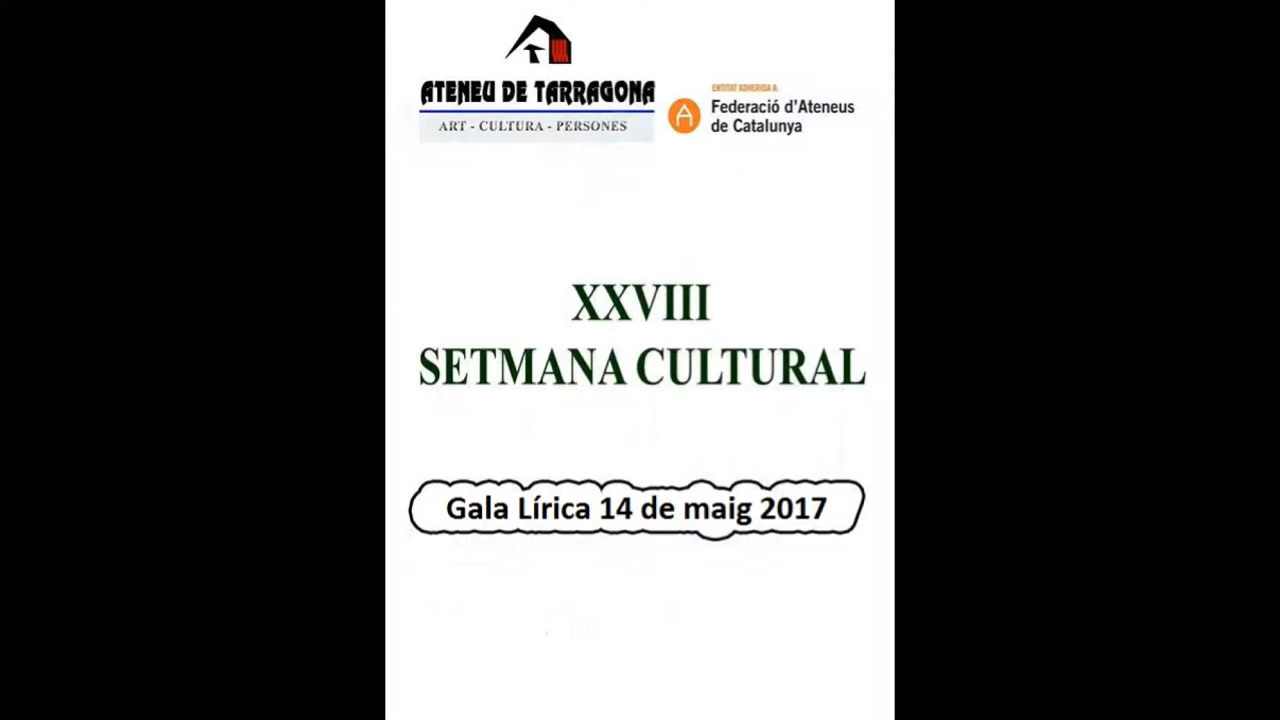 ATENEU DE TARRAGONA
ART - CULTURA - PERSONES
ENTITAT ADHERIDA A:
Federació d'Ateneus
de Catalunya
XXVIII
SETMANA CULTURAL
Gala Lírica 14 de maig 2017